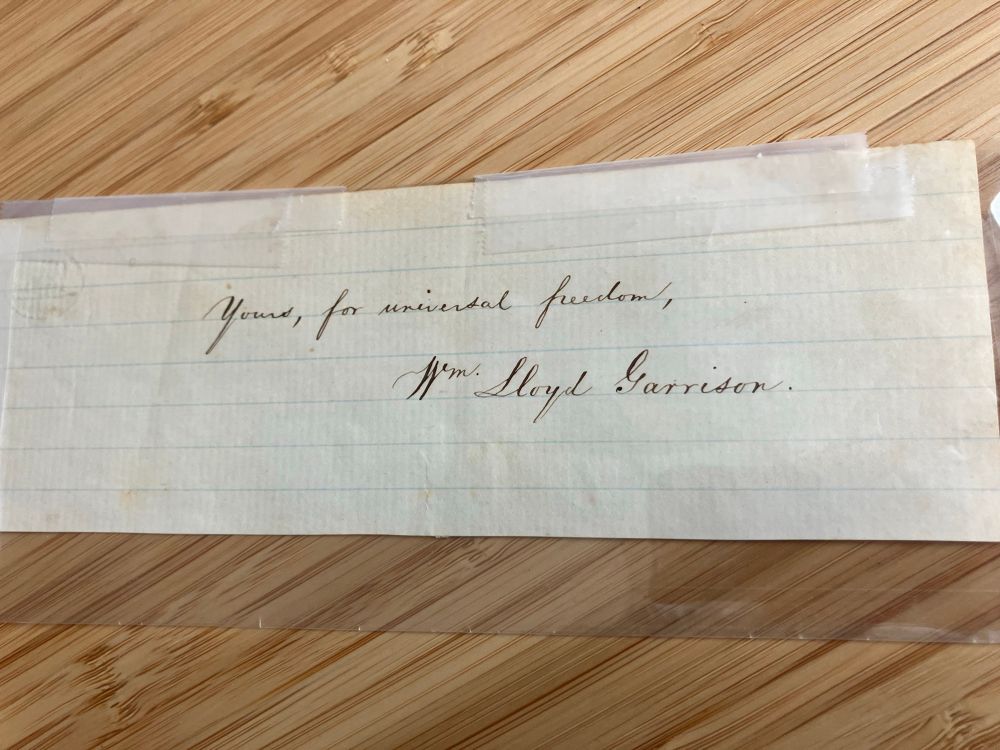 Yours, for universal freedom,
Wm. Lloyd Garrison.